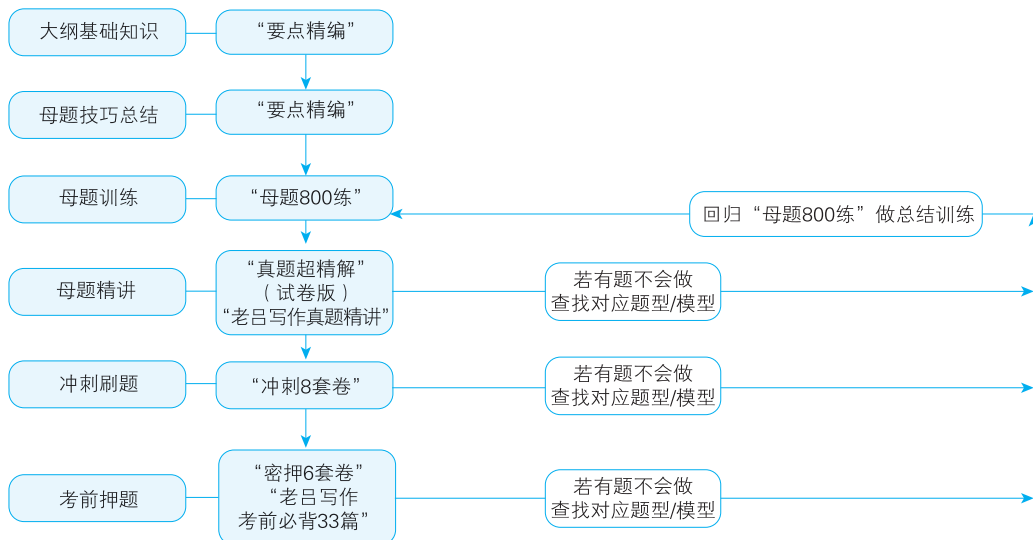 大纲基础知识
“要点精编”
母题技巧总结
“要点精编”
母题训练
“母题800练”
回归“母题800练”做总结训练
母题精讲
“真题超精解”
（试卷版）
“老吕写作真题精讲”
若有题不会做
查找对应题型/模型
冲刺刷题
“冲刺8套卷”
若有题不会做
查找对应题型/模型
考前押题
“密押6套卷”
“老吕写作
考前必背33篇”
若有题不会做
查找对应题型/模型